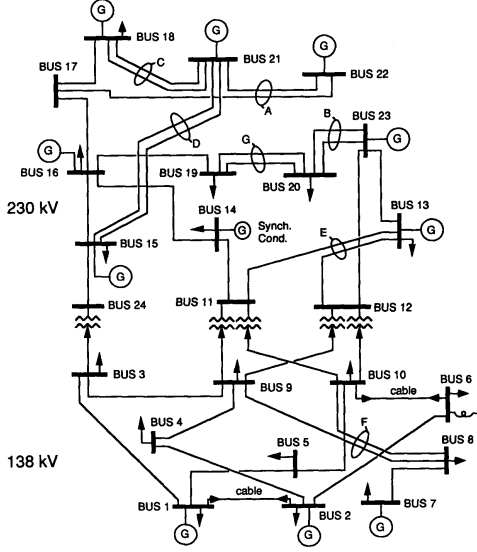 G
BUS 18
G
G
BUS 17
BUS 21
BUS 22
C
A
B
BUS 23
D
G
G
G
BUS 16
BUS 19
BUS 20
230 kV
BUS 14
G
Synch.
Cond.
BUS 13
G
E
BUS 15
G
BUS 24
BUS 11
BUS 12
BUS 3
BUS 9
BUS 10
cable
BUS 6
BUS 4
F
BUS 5
BUS 8
138 kV
BUS 1
cable
BUS 2
BUS 7
G
G
G